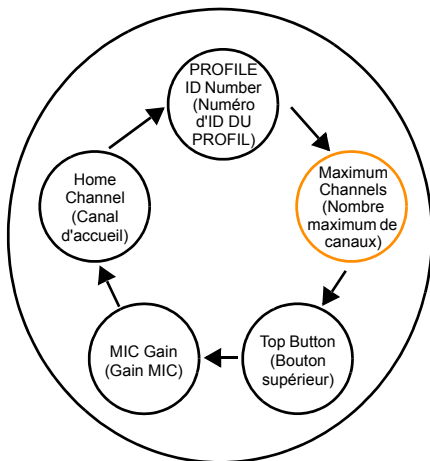 PROFILE
ID Number
(Numéro
d'ID DU
PROFIL)
Maximum
Channels
(Nombre
maximum de
canaux)
Top Button
(Bouton
supérieur)
MIC Gain
(Gain MIC)
Home
Channel
(Canal
d'accueil)